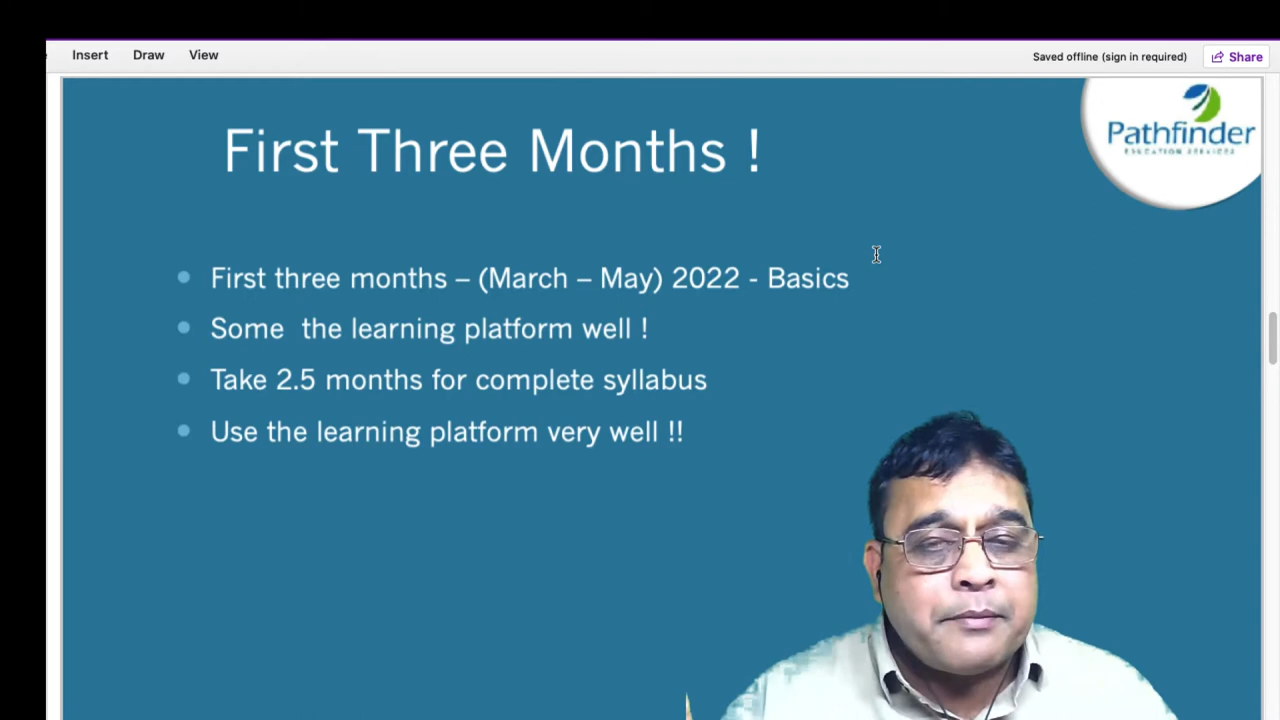 Insert Draw View Saved offline (sign in required) Share
Pathfinder
EDUCATION SERVICES
First Three Months !
First three months – (March – May) 2022 - Basics
Some the learning platform well !
Take 2.5 months for complete syllabus
Use the learning platform very well !!